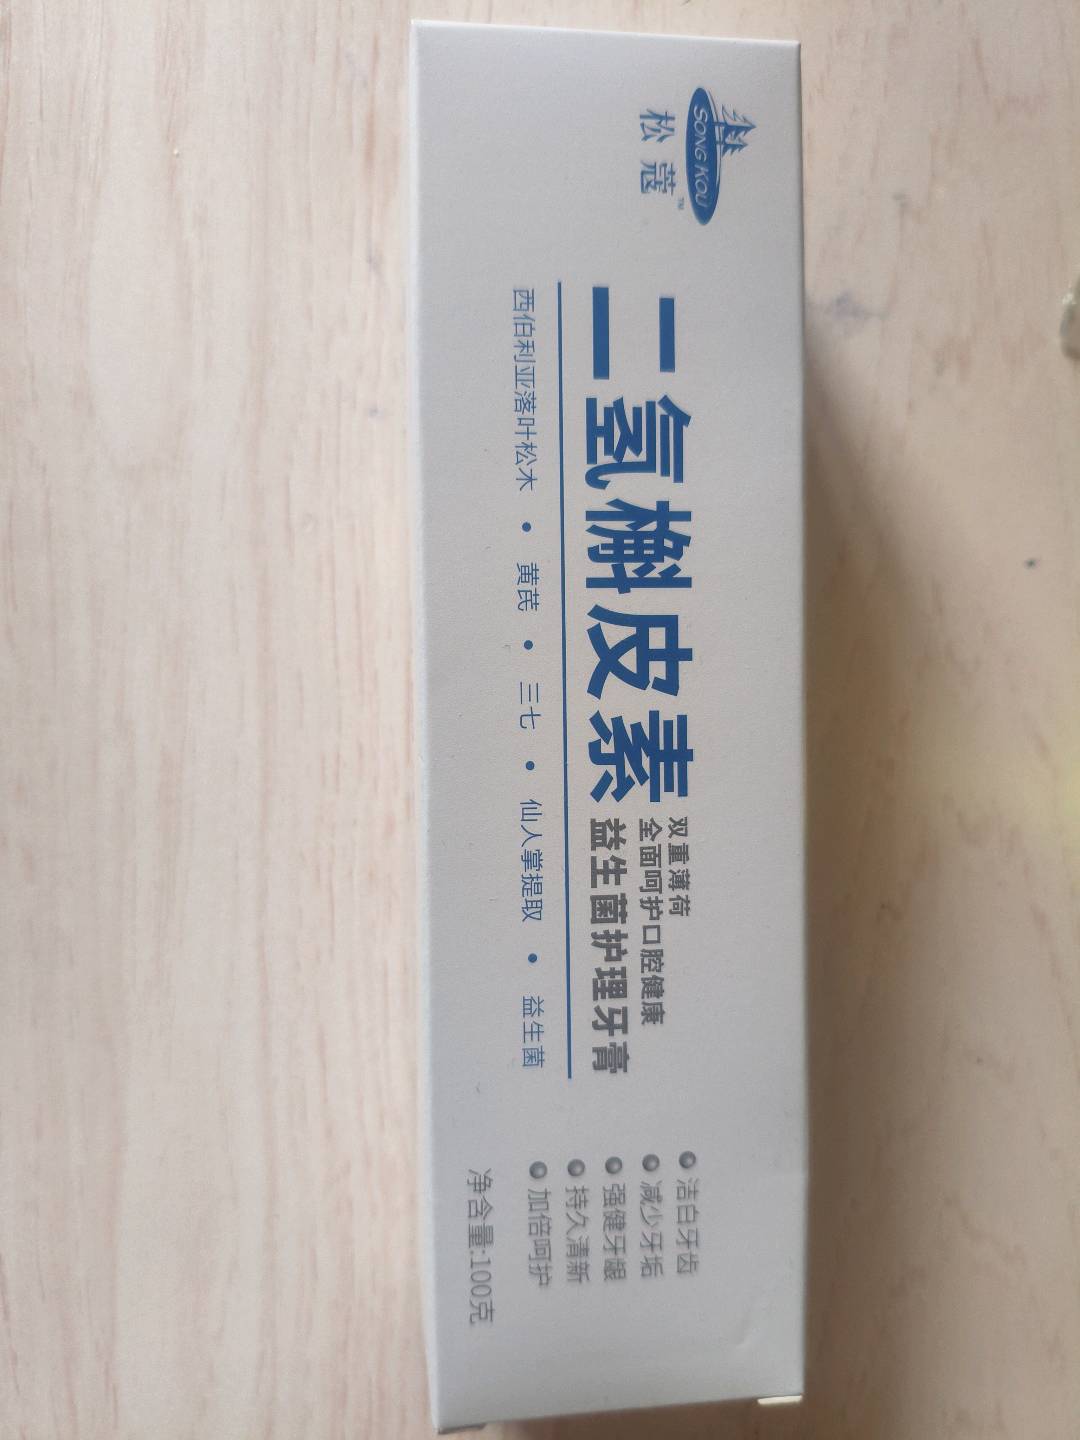 SONG KOU
松蔻™
二氢槲皮素
双重薄荷
全面呵护口腔健康
益生菌护理牙膏
西伯利亚落叶松木 • 黄芪 • 三七 • 仙人掌提取 • 益生菌
洁白牙齿
减少牙垢
强健牙龈
持久清新
加倍呵护
净含量:100克